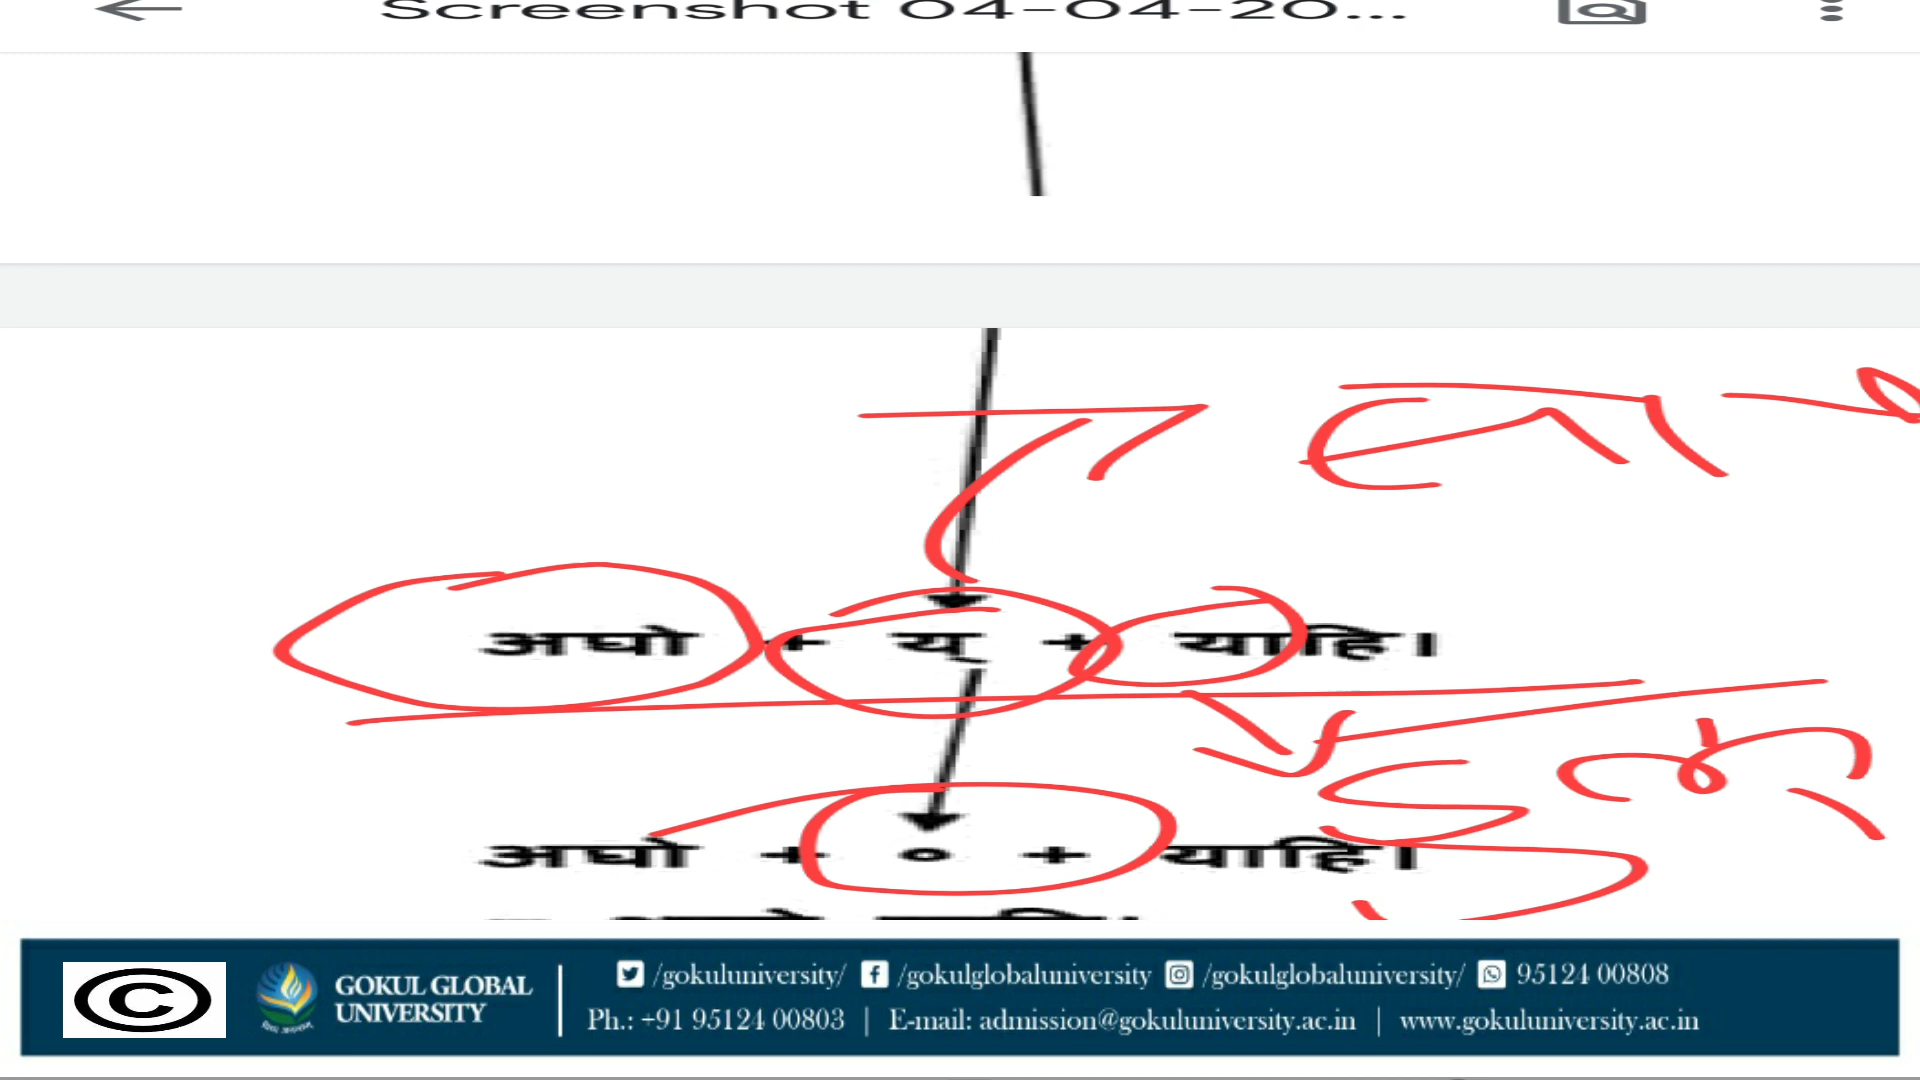 Screenshot 04-04-20...
अघो + य् + याहि।
अघो + ० + याहि।
GOKUL GLOBAL UNIVERSITY
/gokuluniversity/ /gokulglobaluniversity /gokulglobaluniversity/ 95124 00808
Ph.: +91 95124 00803 | E-mail: admission@gokuluniversity.ac.in | www.gokuluniversity.ac.in